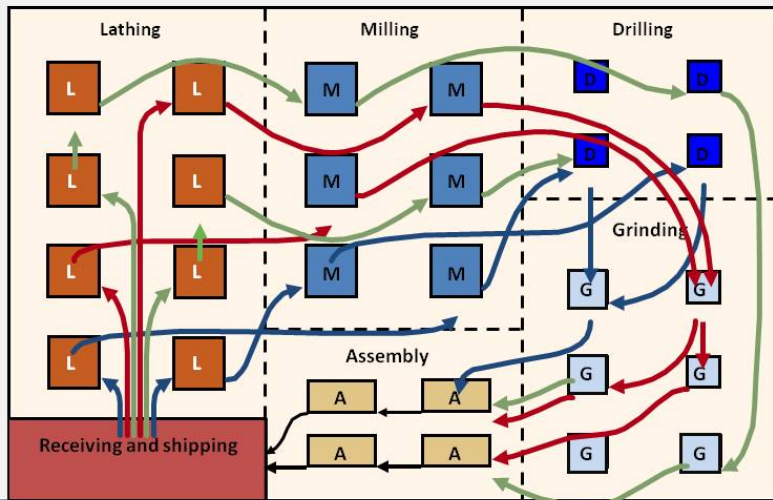 Lathing Milling Drilling
L L M M D D
L L M M D D
Grinding
L L M M G G
Assembly
L L G G
A A
Receiving and shipping A A G G